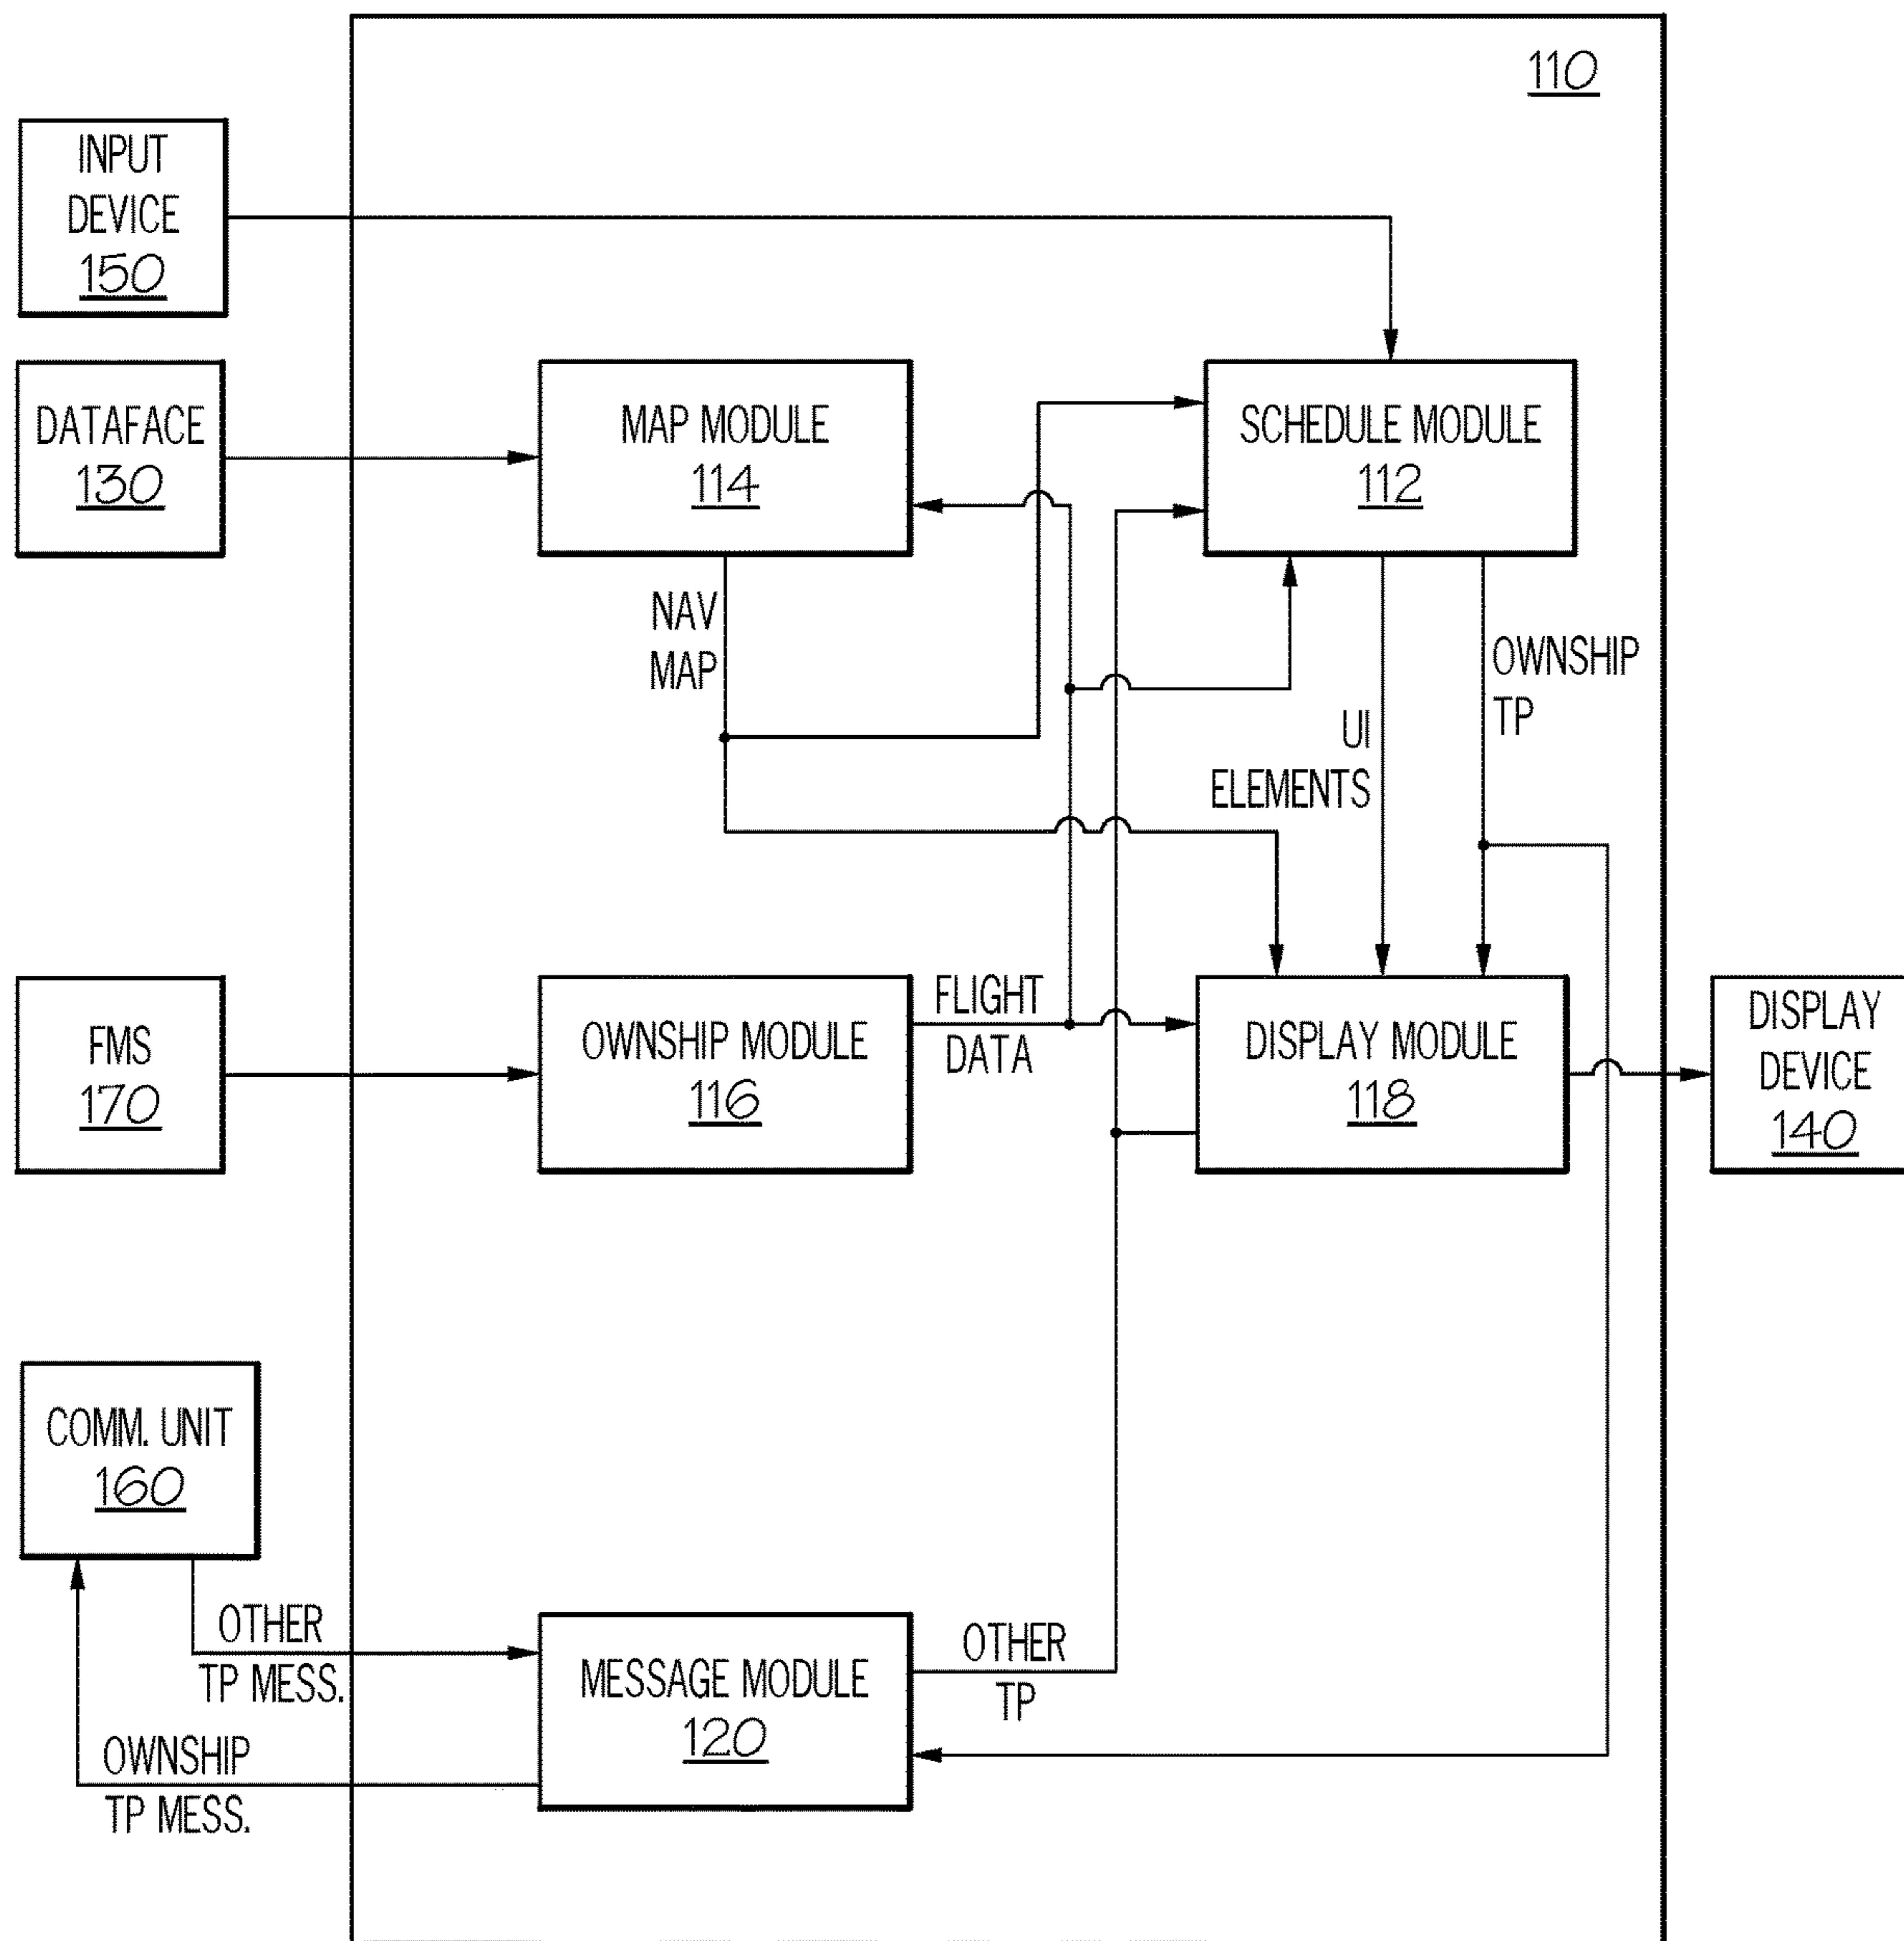 110
INPUT
DEVICE
150
DATAFACE
130
MAP MODULE
114
SCHEDULE MODULE
112
NAV
MAP
OWNSHIP
TP
UI
ELEMENTS
FMS
170
OWNSHIP MODULE
116
FLIGHT
DATA
DISPLAY MODULE
118
DISPLAY
DEVICE
140
COMM. UNIT
160
OTHER
TP MESS.
OWNSHIP
TP MESS.
MESSAGE MODULE
120
OTHER
TP